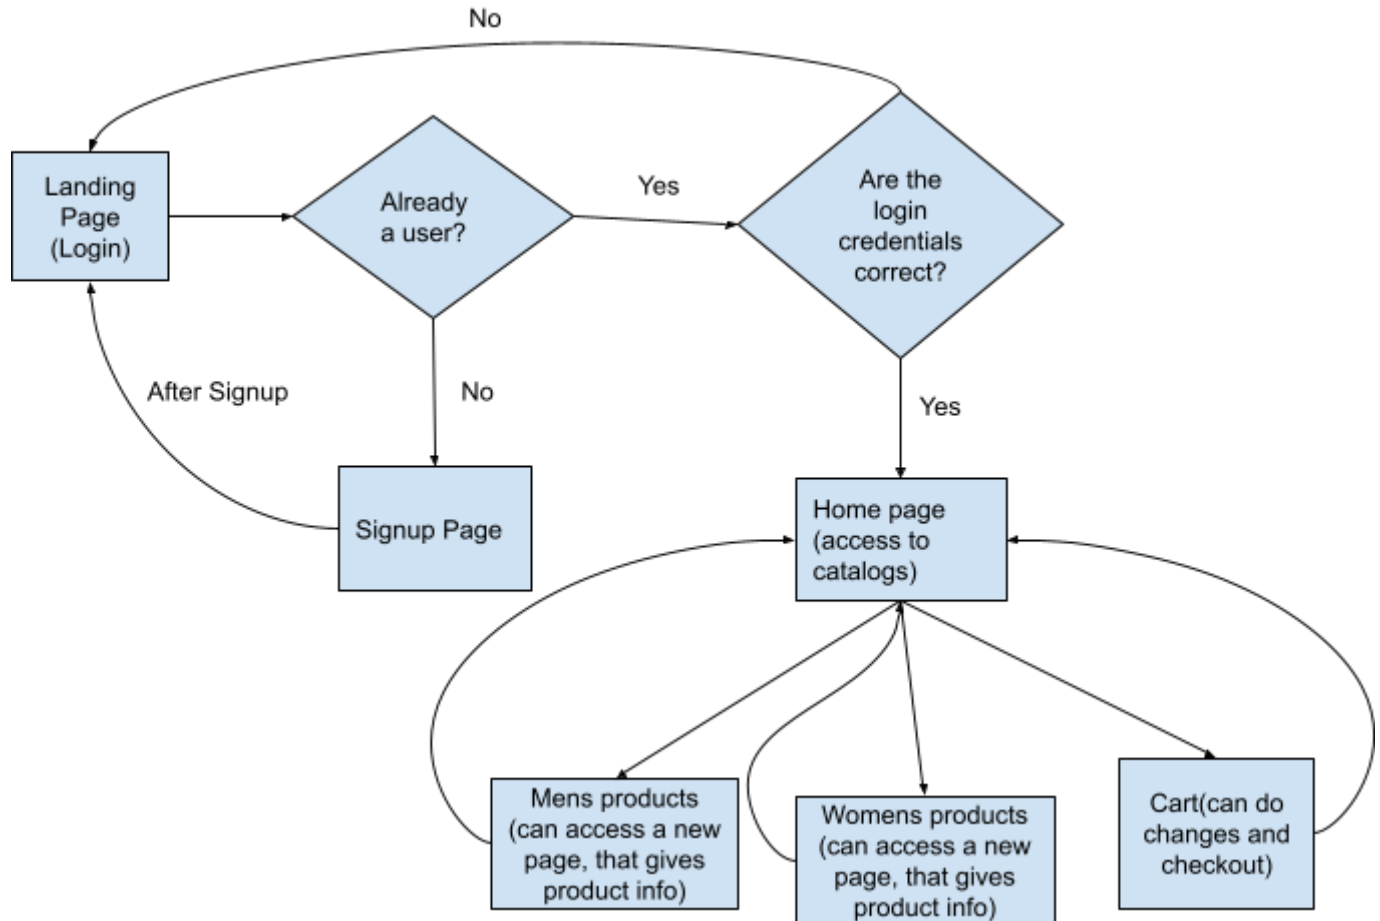 No
Landing
Page
(Login)
Already
a user?
Yes
Are the
login
credentials
correct?
After Signup
No
Yes
Signup Page
Home page
(access to
catalogs)
Mens products
(can access a new
page, that gives
product info)
Womens products
(can access a new
page, that gives
product info)
Cart(can do
changes and
checkout)